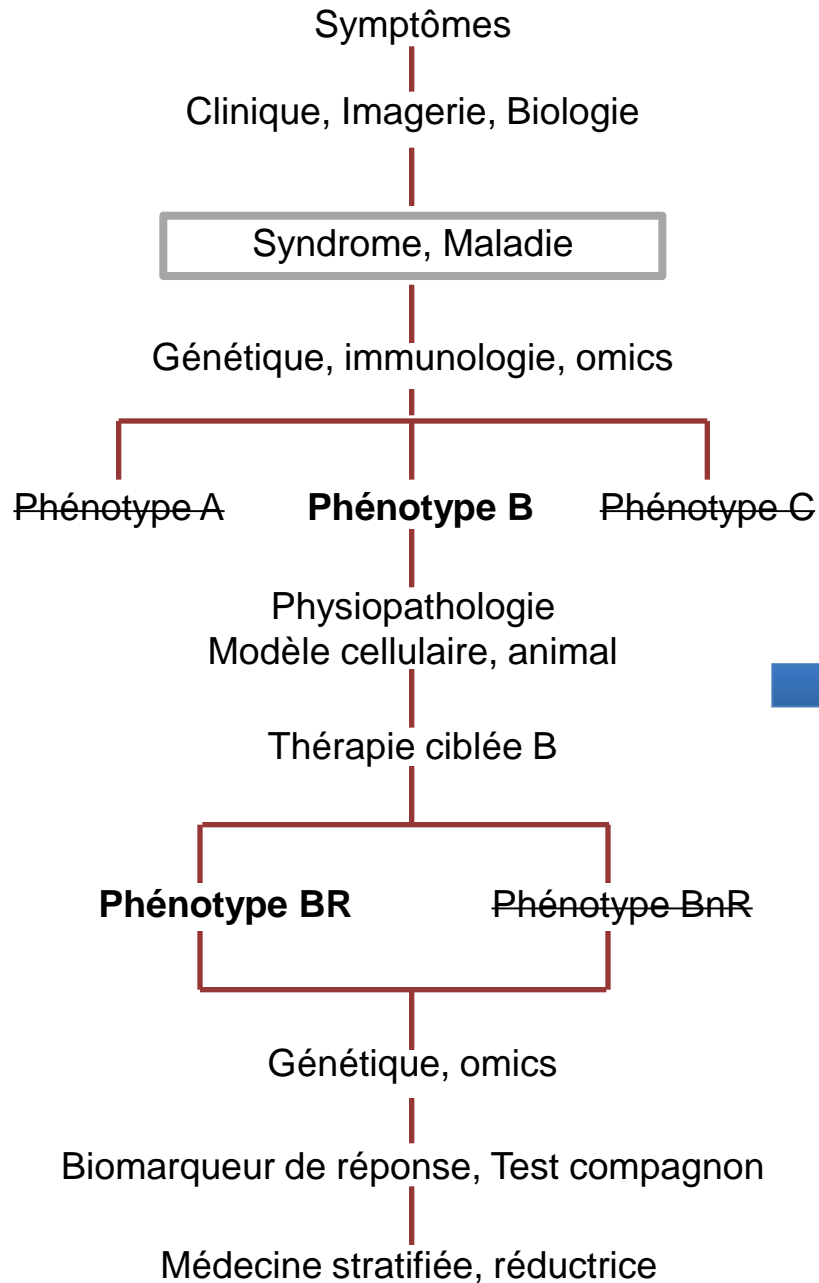 Symptômes
Clinique, Imagerie, Biologie
Syndrome, Maladie
Génétique, immunologie, omics
Phénotype A Phénotype B Phénotype C
Physiopathologie
Modèle cellulaire, animal
Thérapie ciblée B
Phénotype BR Phénotype BnR
Génétique, omics
Biomarqueur de réponse, Test compagnon
Médecine stratifiée, réductrice